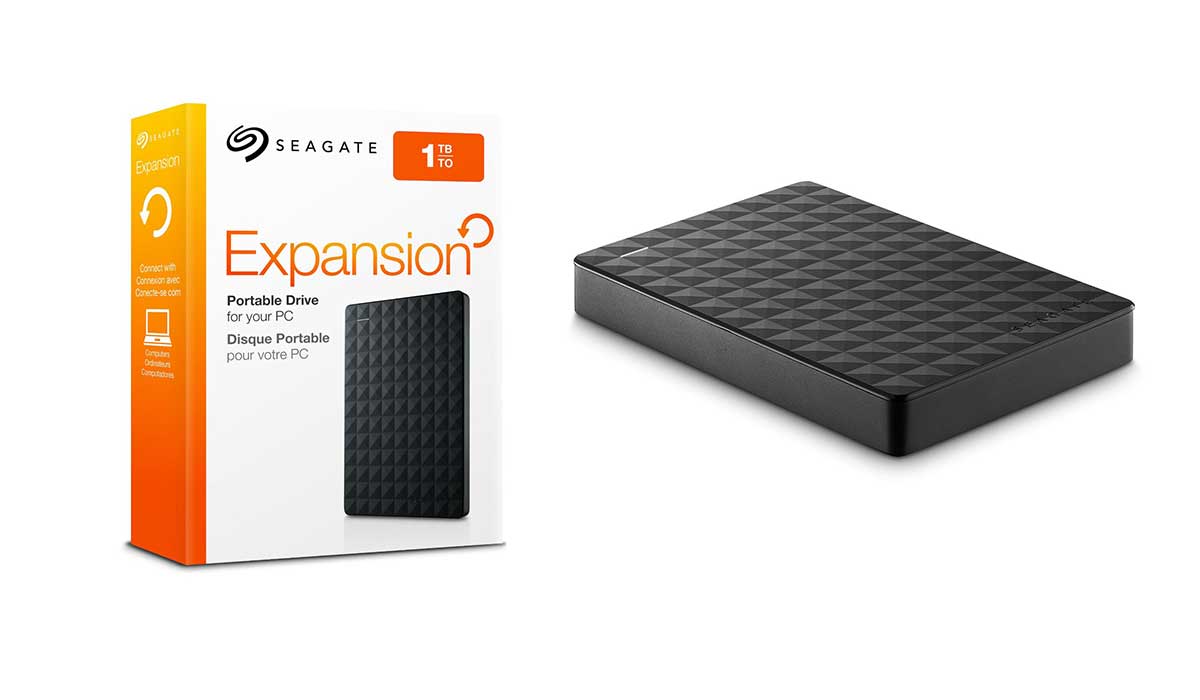 SEAGATE
Expansion
Connect with
Connexion avec
Conecte-se com
Computers
Ordinateurs
Computadores
SEAGATE
1 TB
TO
Expansion
Portable Drive
for your PC
Disque Portable
pour votre PC
SEAGATE